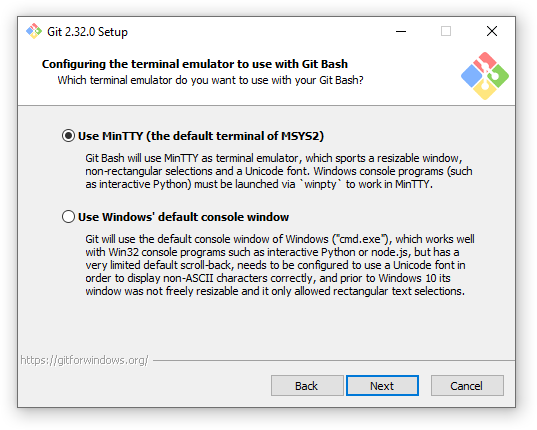 Git 2.32.0 Setup
Configuring the terminal emulator to use with Git Bash
Which terminal emulator do you want to use with your Git Bash?
Use MinTTY (the default terminal of MSYS2)
Git Bash will use MinTTY as terminal emulator, which sports a resizable window,
non-rectangular selections and a Unicode font. Windows console programs (such
as interactive Python) must be launched via `winpty` to work in MinTTY.
Use Windows' default console window
Git will use the default console window of Windows ("cmd.exe"), which works well
with Win32 console programs such as interactive Python or node.js, but has a
very limited default scroll-back, needs to be configured to use a Unicode font in
order to display non-ASCII characters correctly, and prior to Windows 10 its
window was not freely resizable and it only allowed rectangular text selections.
https://gitforwindows.org/
Back
Next
Cancel